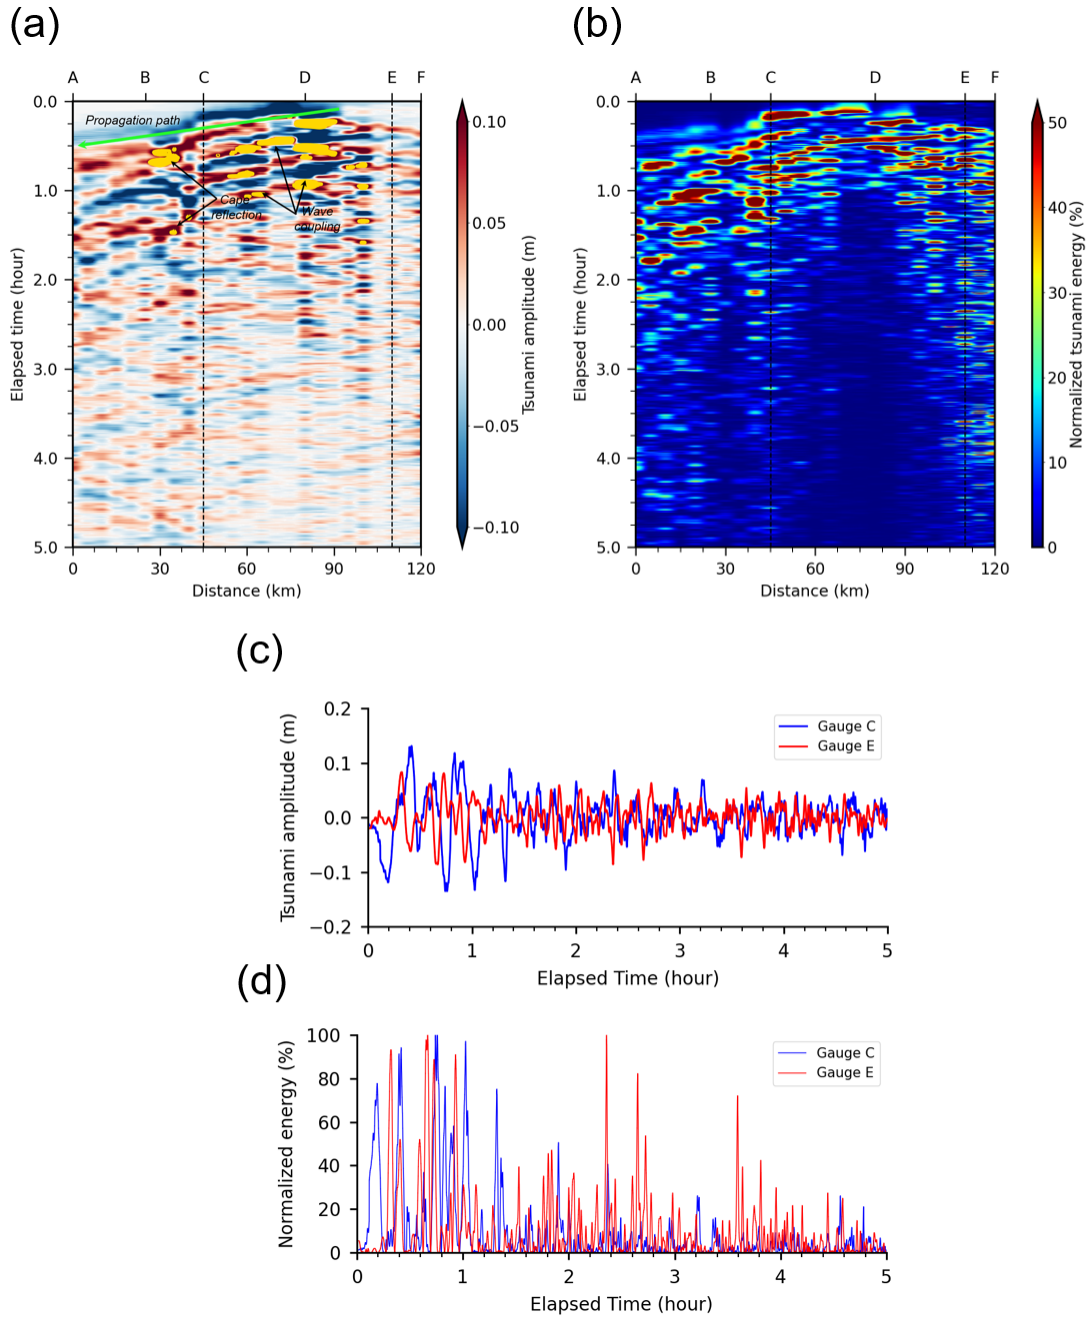 (a)
(b)
A B C D E F
A B C D E F
0.0
1.0
2.0
3.0
4.0
5.0
Elapsed time (hour)
Propagation path
Cape
reflection
Wave
coupling
0 30 60 90 120
Distance (km)
0.10
0.05
0.00
−0.05
−0.10
Tsunami amplitude (m)
0.0
1.0
2.0
3.0
4.0
5.0
Elapsed time (hour)
0 30 60 90 120
Distance (km)
50
40
30
20
10
0
Normalized tsunami energy (%)
(c)
0.2
0.1
0.0
−0.1
−0.2
Tsunami amplitude (m)
Gauge C
Gauge E
0 1 2 3 4 5
Elapsed Time (hour)
(d)
100
80
60
40
20
0
Normalized energy (%)
Gauge C
Gauge E
0 1 2 3 4 5
Elapsed Time (hour)